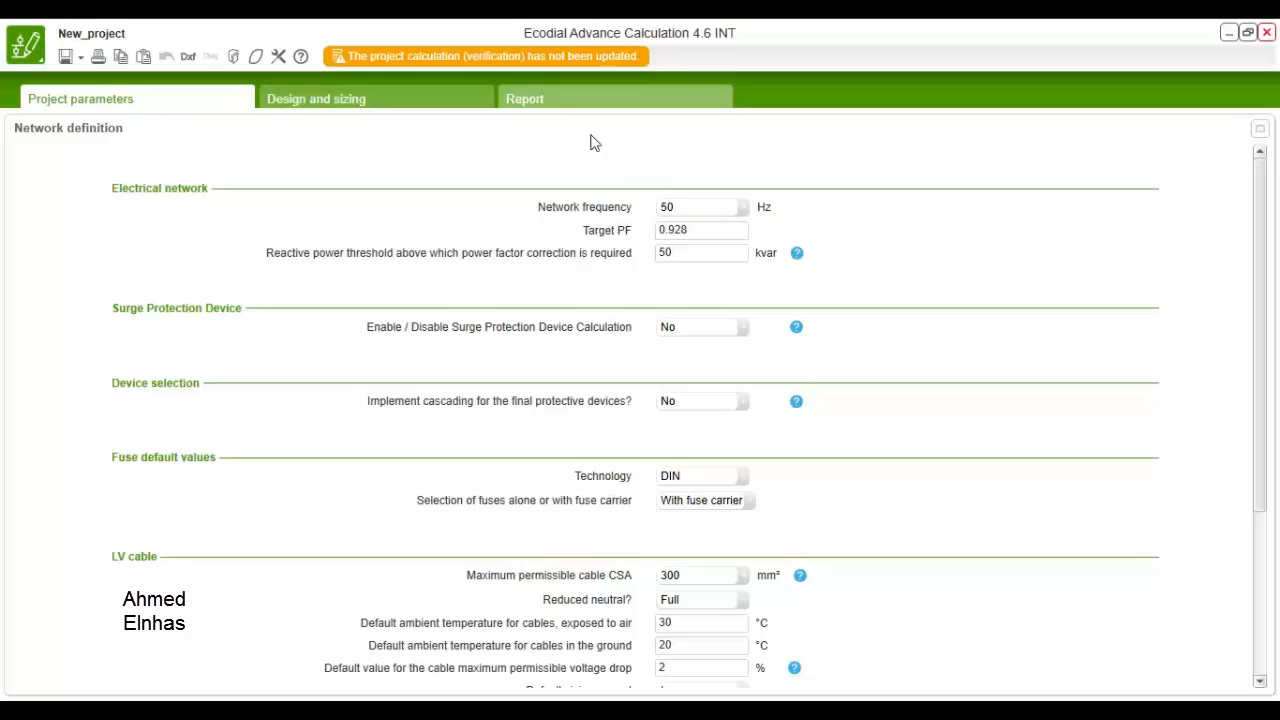 New_project
Ecodial Advance Calculation 4.6 INT
Dxf
The project calculation (verification) has not been updated.
Project parameters
Design and sizing
Report
Network definition
Electrical network
Network frequency 50 Hz
Target PF 0.928
Reactive power threshold above which power factor correction is required 50 kvar
Surge Protection Device
Enable / Disable Surge Protection Device Calculation No
Device selection
Implement cascading for the final protective devices? No
Fuse default values
Technology DIN
Selection of fuses alone or with fuse carrier With fuse carrier
LV cable
Maximum permissible cable CSA 300 mm²
Reduced neutral? Full
Default ambient temperature for cables, exposed to air 30 °C
Default ambient temperature for cables in the ground 20 °C
Default value for the cable maximum permissible voltage drop 2 %
Ahmed
Elnhas